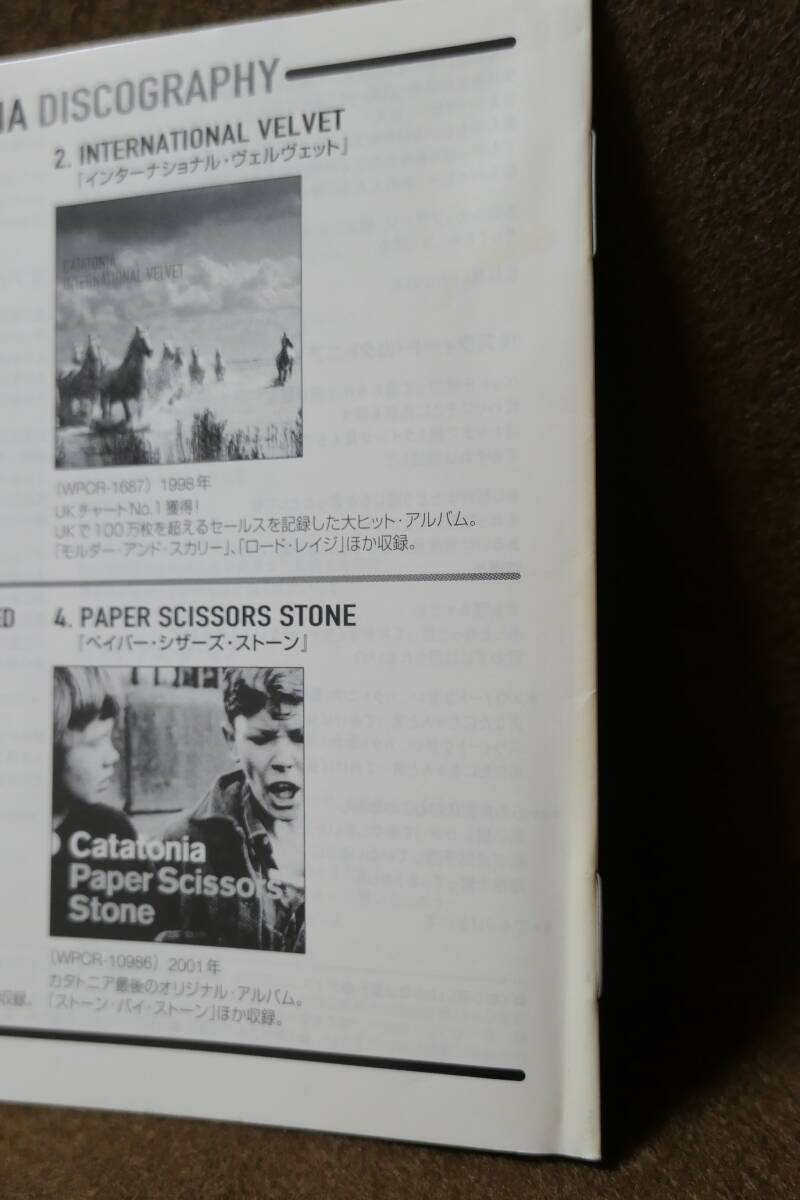 IA DISCOGRAPHY
2. INTERNATIONAL VELVET
『インターナショナル・ヴェルヴェット』
CATATONIA
INTERNATIONAL VELVET
(WPCR-1687) 1998年
UKチャートNo.1獲得!
UKで100万枚を超えるセールスを記録した大ヒット・アルバム。
「モルダー・アンド・スカリー」、「ロード・レイジ」ほか収録。
ED
4. PAPER SCISSORS STONE
『ペイパー・シザーズ・ストーン』
Catatonia
Paper Scissors
Stone
(WPCR-10986) 2001年
カタトニア最後のオリジナル・アルバム。
収録。
「ストーン・バイ・ストーン」ほか収録。